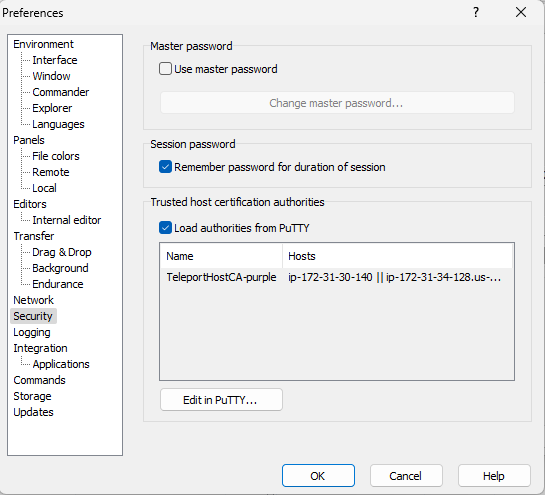 Preferences
?
Environment
Interface
Window
Commander
Explorer
Languages
Panels
File colors
Remote
Local
Editors
Internal editor
Transfer
Drag & Drop
Background
Endurance
Network
Security
Logging
Integration
Applications
Commands
Storage
Updates
Master password
Use master password
Change master password...
Session password
Remember password for duration of session
Trusted host certification authorities
Load authorities from PuTTY
Name Hosts
TeleportHostCA-purple ip-172-31-30-140 || ip-172-31-34-128.us-...
Edit in PuTTY...
OK Cancel Help